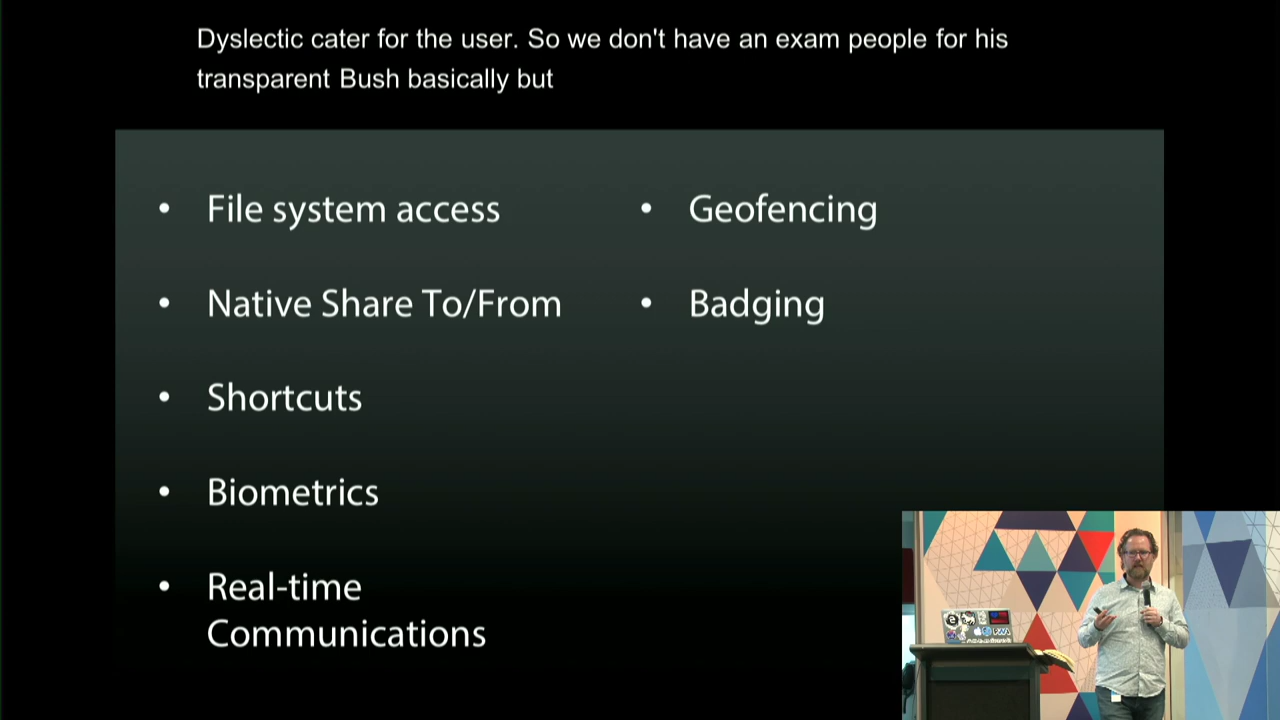 Dyslectic cater for the user. So we don't have an exam people for his
transparent Bush basically but
• File system access
• Native Share To/From
• Shortcuts
• Biometrics
• Real-time
Communications
• Geofencing
• Badging